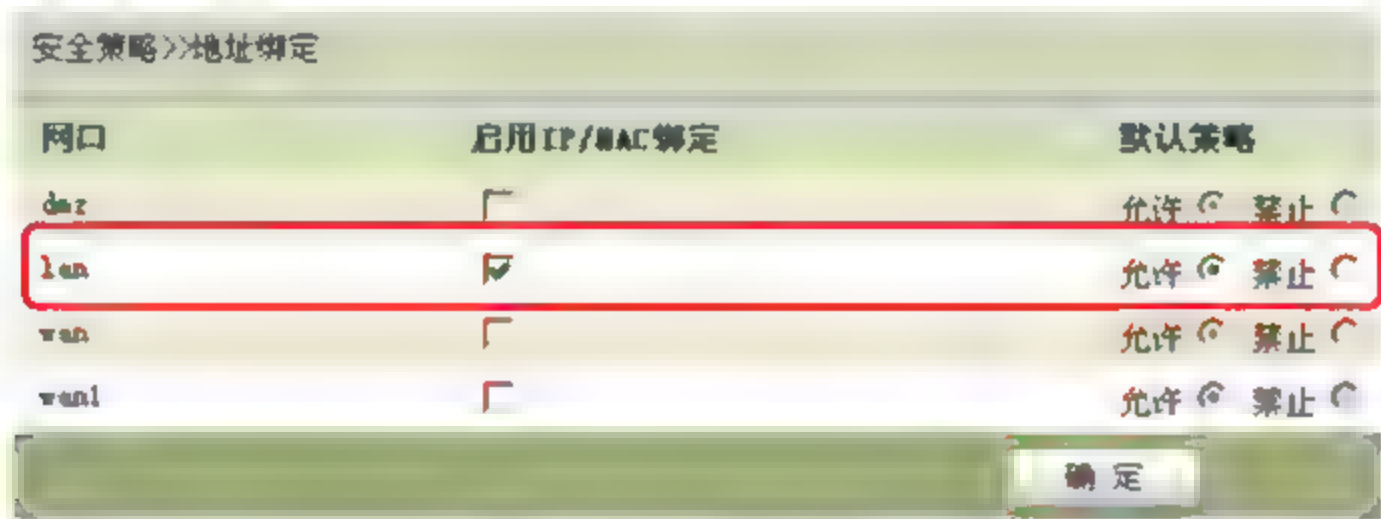 安全策略>>地址绑定
网口 启用IP/MAC绑定 默认策略
dmz 允许 禁止
lan 允许 禁止
wan 允许 禁止
wan1 允许 禁止
确 定